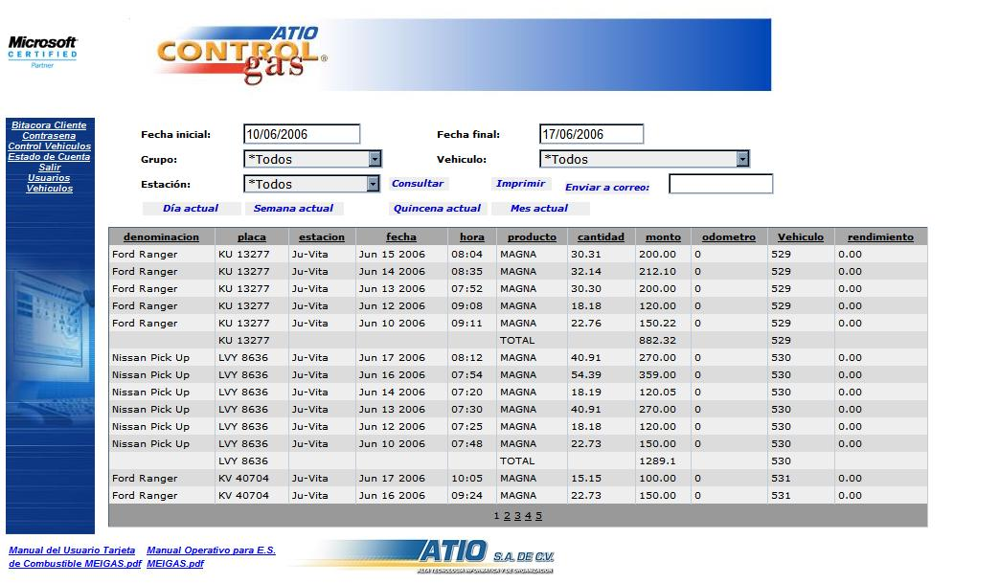 Microsoft
CERTIFIED
Partner
ATIO
CONTROL®
gas
Bitacora Cliente
Contrasena
Control Vehiculos
Estado de Cuenta
Salir
Usuarios
Vehiculos
Fecha inicial: 10/06/2006 Fecha final: 17/06/2006
Grupo: *Todos Vehiculo: *Todos
Estación: *Todos Consultar Imprimir Enviar a correo:
Día actual Semana actual Quincena actual Mes actual
denominacion placa estacion fecha hora producto cantidad monto odometro Vehiculo rendimiento
Ford Ranger KU 13277 Ju-Vita Jun 15 2006 08:04 MAGNA 30.31 200.00 0 529 0.00
Ford Ranger KU 13277 Ju-Vita Jun 14 2006 08:35 MAGNA 32.14 212.10 0 529 0.00
Ford Ranger KU 13277 Ju-Vita Jun 13 2006 07:52 MAGNA 30.30 200.00 0 529 0.00
Ford Ranger KU 13277 Ju-Vita Jun 12 2006 09:08 MAGNA 18.18 120.00 0 529 0.00
Ford Ranger KU 13277 Ju-Vita Jun 10 2006 09:11 MAGNA 22.76 150.22 0 529 0.00
KU 13277 TOTAL 882.32 529
Nissan Pick Up LVY 8636 Ju-Vita Jun 17 2006 08:12 MAGNA 40.91 270.00 0 530 0.00
Nissan Pick Up LVY 8636 Ju-Vita Jun 16 2006 07:54 MAGNA 54.39 359.00 0 530 0.00
Nissan Pick Up LVY 8636 Ju-Vita Jun 14 2006 07:20 MAGNA 18.19 120.05 0 530 0.00
Nissan Pick Up LVY 8636 Ju-Vita Jun 13 2006 07:30 MAGNA 40.91 270.00 0 530 0.00
Nissan Pick Up LVY 8636 Ju-Vita Jun 12 2006 07:25 MAGNA 18.18 120.00 0 530 0.00
Nissan Pick Up LVY 8636 Ju-Vita Jun 10 2006 07:48 MAGNA 22.73 150.00 0 530 0.00
LVY 8636 TOTAL 1289.1 530
Ford Ranger KV 40704 Ju-Vita Jun 17 2006 10:05 MAGNA 15.15 100.00 0 531 0.00
Ford Ranger KV 40704 Ju-Vita Jun 16 2006 09:24 MAGNA 22.73 150.00 0 531 0.00
1 2 3 4 5
Manual del Usuario Tarjeta
de Combustible MEIGAS.pdf
Manual Operativo para E.S.
MEIGAS.pdf
ATIO S.A. DE C.V.
ALTA TECNOLOGIA INFORMATICA Y DE ORGANIZACION